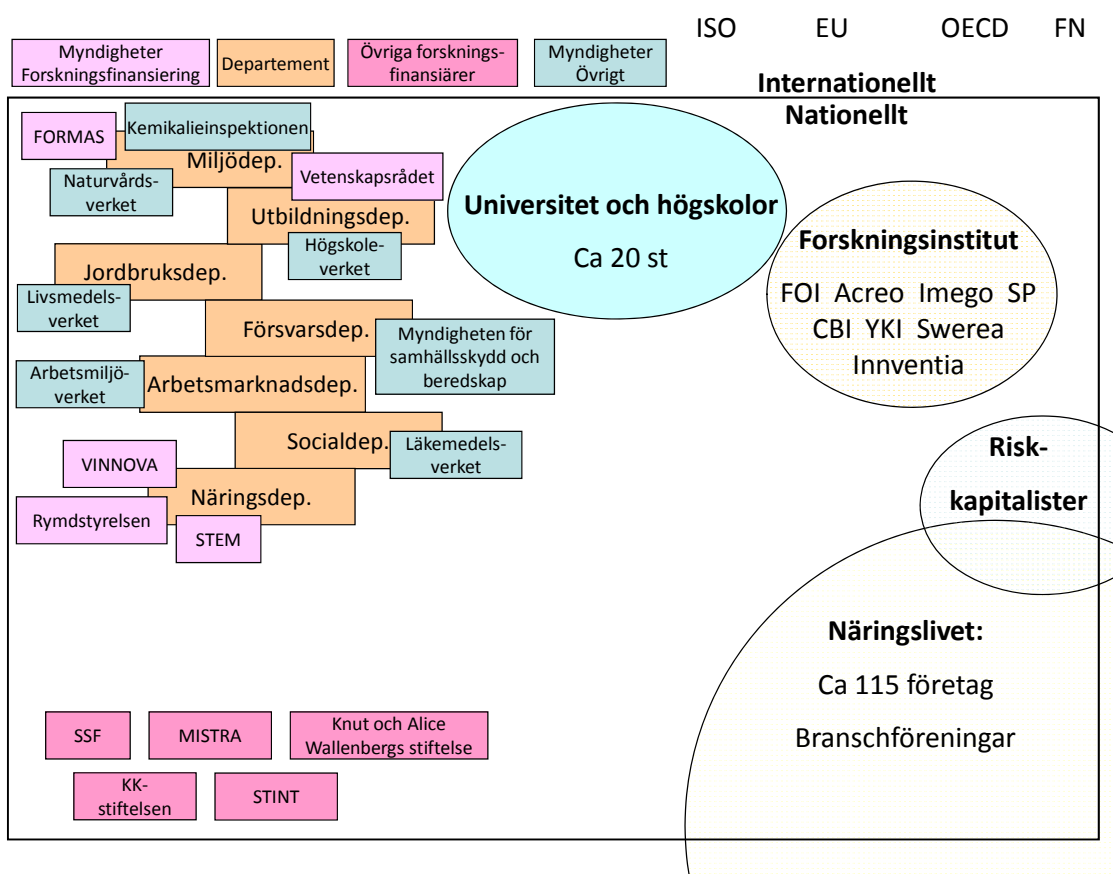 ISO EU OECD FN
Myndigheter
Forskningsfinansiering
Departement
Övriga forsknings-
finansiärer
Myndigheter
Övrigt
Internationellt
Nationellt
FORMAS
Kemikalieinspektionen
Miljödep.
Naturvårds-
verket
Vetenskapsrådet
Utbildningsdep.
Högskole-
verket
Jordbruksdep.
Livsmedels-
verket
Försvarsdep.
Myndigheten för
samhällsskydd och
beredskap
Arbetsmiljö-
verket
Arbetsmarknadsdep.
Socialdep.
Läkemedels-
verket
VINNOVA
Näringsdep.
Rymdstyrelsen
STEM
Universitet och högskolor
Ca 20 st
Forskningsinstitut
FOI Acreo Imego SP
CBI YKI Swerea
Innventia
Risk-
kapitalister
Näringslivet:
Ca 115 företag
Branschföreningar
SSF
MISTRA
Knut och Alice
Wallenbergs stiftelse
KK-
stiftelsen
STINT